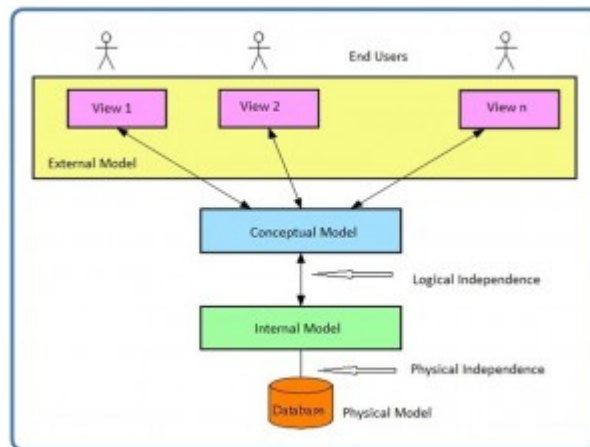 End Users
View 1
View 2
View n
External Model
Conceptual Model
Logical Independence
Internal Model
Physical Independence
Database
Physical Model